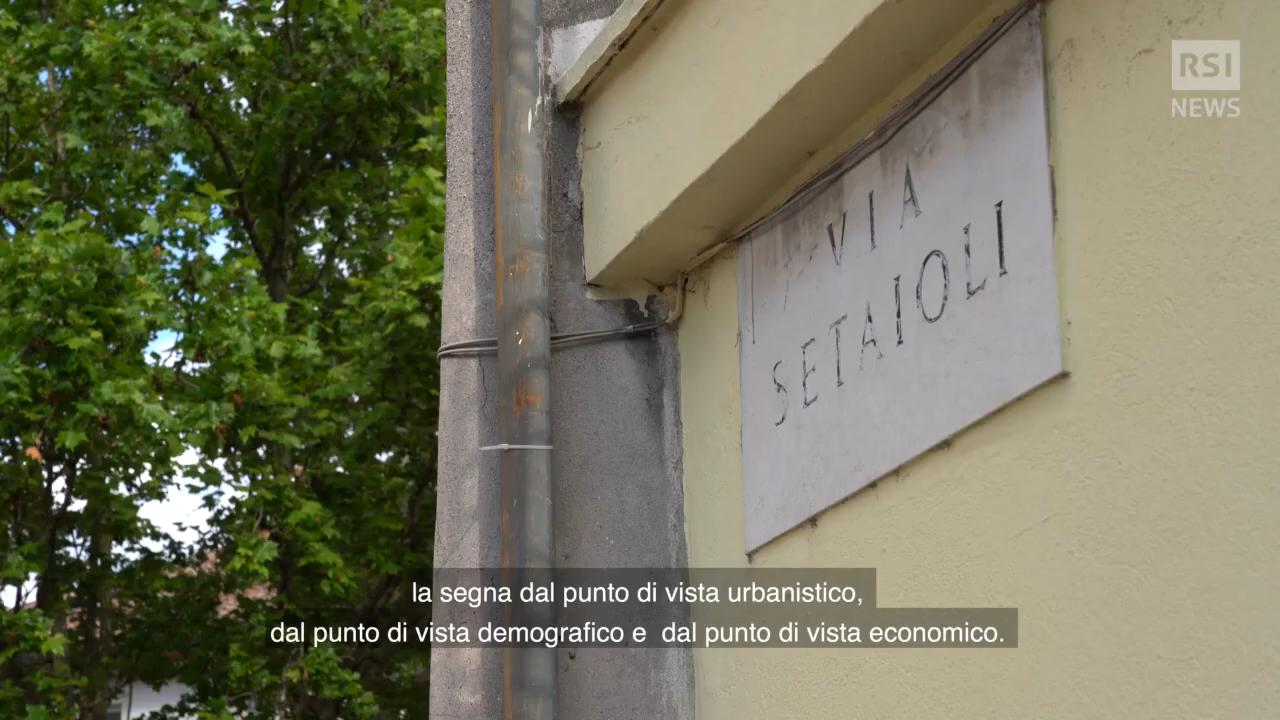 RSI
NEWS
VIA
SETAIOLI
la segna dal punto di vista urbanistico,
dal punto di vista demografico e  dal punto di vista economico.